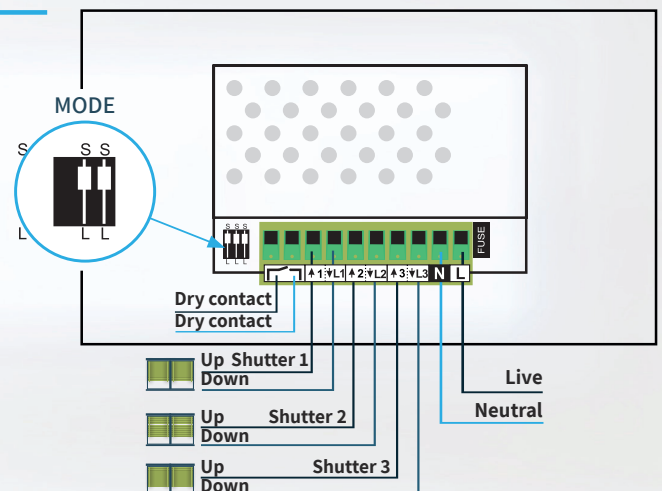 MODE
S
S S
L
L L
S S S
L L L
FUSE
1 L1 2 L2 3 L3 N L
Dry contact
Dry contact
Up Shutter 1
Down
Live
Up Shutter 2
Down
Neutral
Up Shutter 3
Down